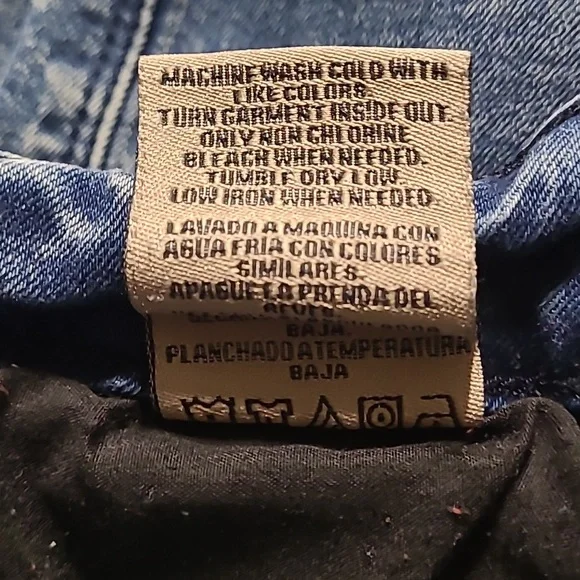 MACHINE WASH COLD WITH
LIKE COLORS.
TURN GARMENT INSIDE OUT.
ONLY NON CHLORINE
BLEACH WHEN NEEDED.
TUMBLE DRY LOW.
LOW IRON WHEN NEEDED.
LAVADO A MAQUINA CON
AGUA FRIA CON COLORES
SIMILARES.
LA PRENDA DEL
BAJA.
PLANCHADO A TEMPERATURA
BAJA